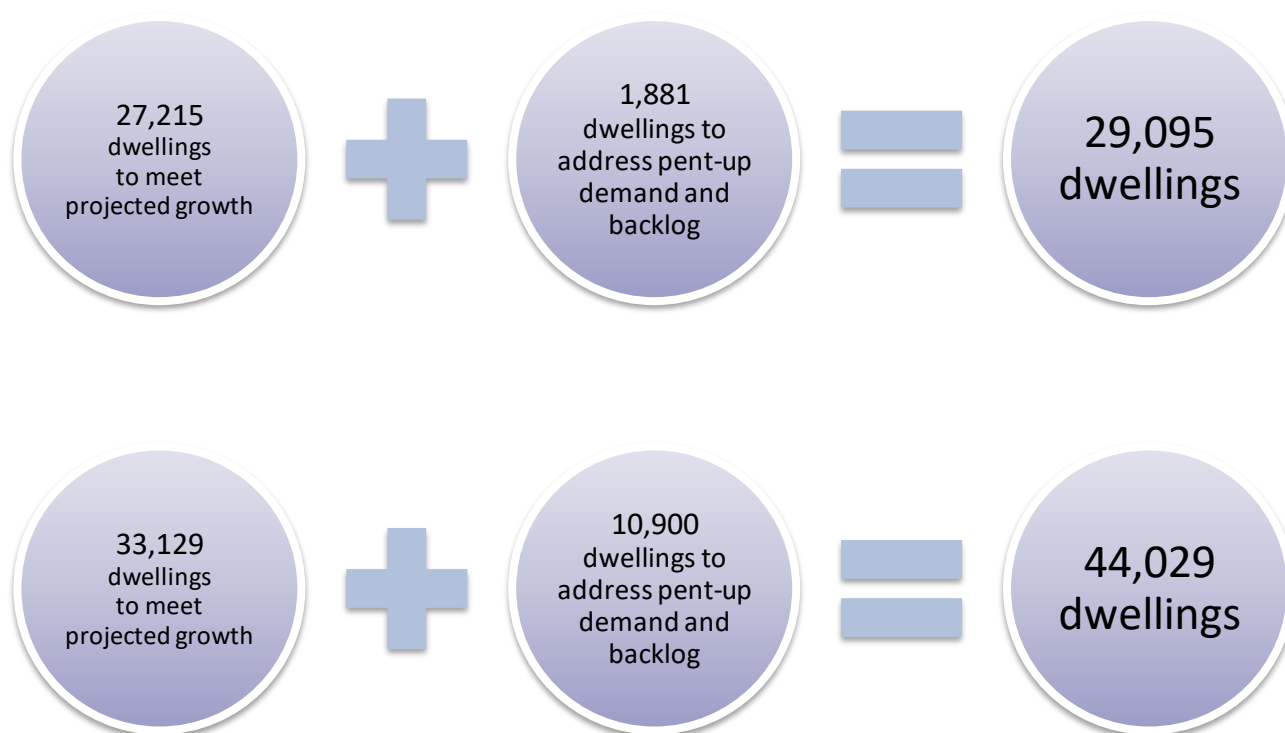 27,215
dwellings
to meet
projected growth
1,881
dwellings to
address pent-up
demand and
backlog
29,095
dwellings
33,129
dwellings
to meet
projected growth
10,900
dwellings to
address pent-up
demand and
backlog
44,029
dwellings